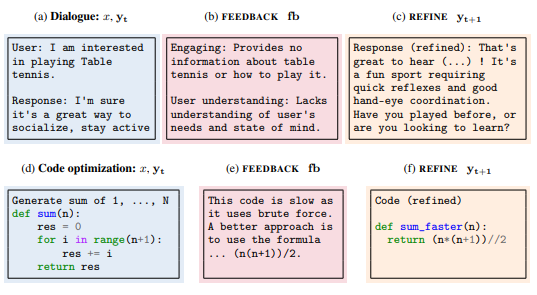 (a) Dialogue: x, yt
User: I am interested
in playing Table
tennis.
Response: I'm sure
it's a great way to
socialize, stay active
(b) FEEDBACK fb
Engaging: Provides no
information about table
tennis or how to play it.
User understanding: Lacks
understanding of user's
needs and state of mind.
(c) REFINE yt+1
Response (refined): That's
great to hear (...) ! It's
a fun sport requiring
quick reflexes and good
hand-eye coordination.
Have you played before, or
are you looking to learn?
(d) Code optimization: x, yt
Generate sum of 1, ..., N
def sum(n):
    res = 0
    for i in range(n+1):
        res += i
    return res
(e) FEEDBACK fb
This code is slow as
it uses brute force.
A better approach is
to use the formula
... (n(n+1))/2.
(f) REFINE yt+1
Code (refined)
def sum_faster(n):
  return (n*(n+1))//2